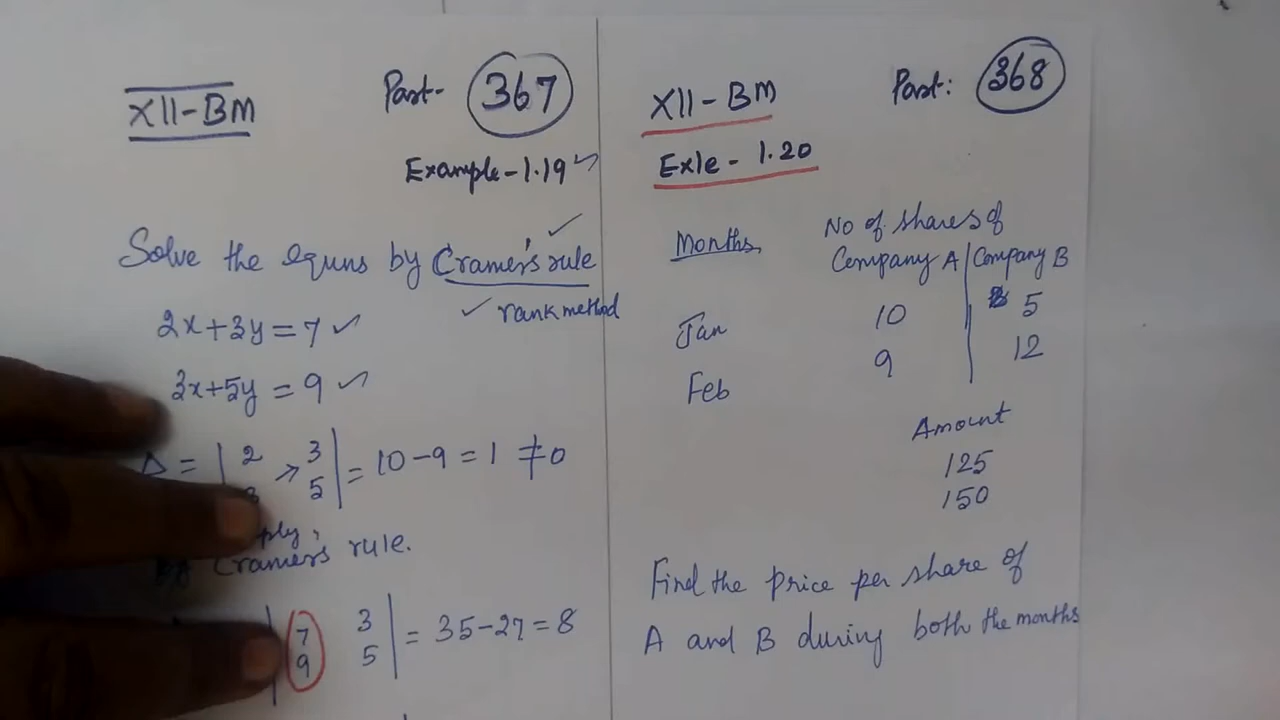 XII-BM Part- 367
Example-1.19
Solve the equns by Cramer's rule
rank method
2x+3y=7
3x+5y=9
Δ = | 2 3 | = 10-9 = 1 ≠0
5
Cramer's rule.
7 3
9 5 | = 35-27=8
XII-BM Part: 368
Exle - 1.20
Months No of shares of
Company A Company B
Jan 10 5
Feb 9 12
Amount
125
150
Find the price per share of
A and B during both the months